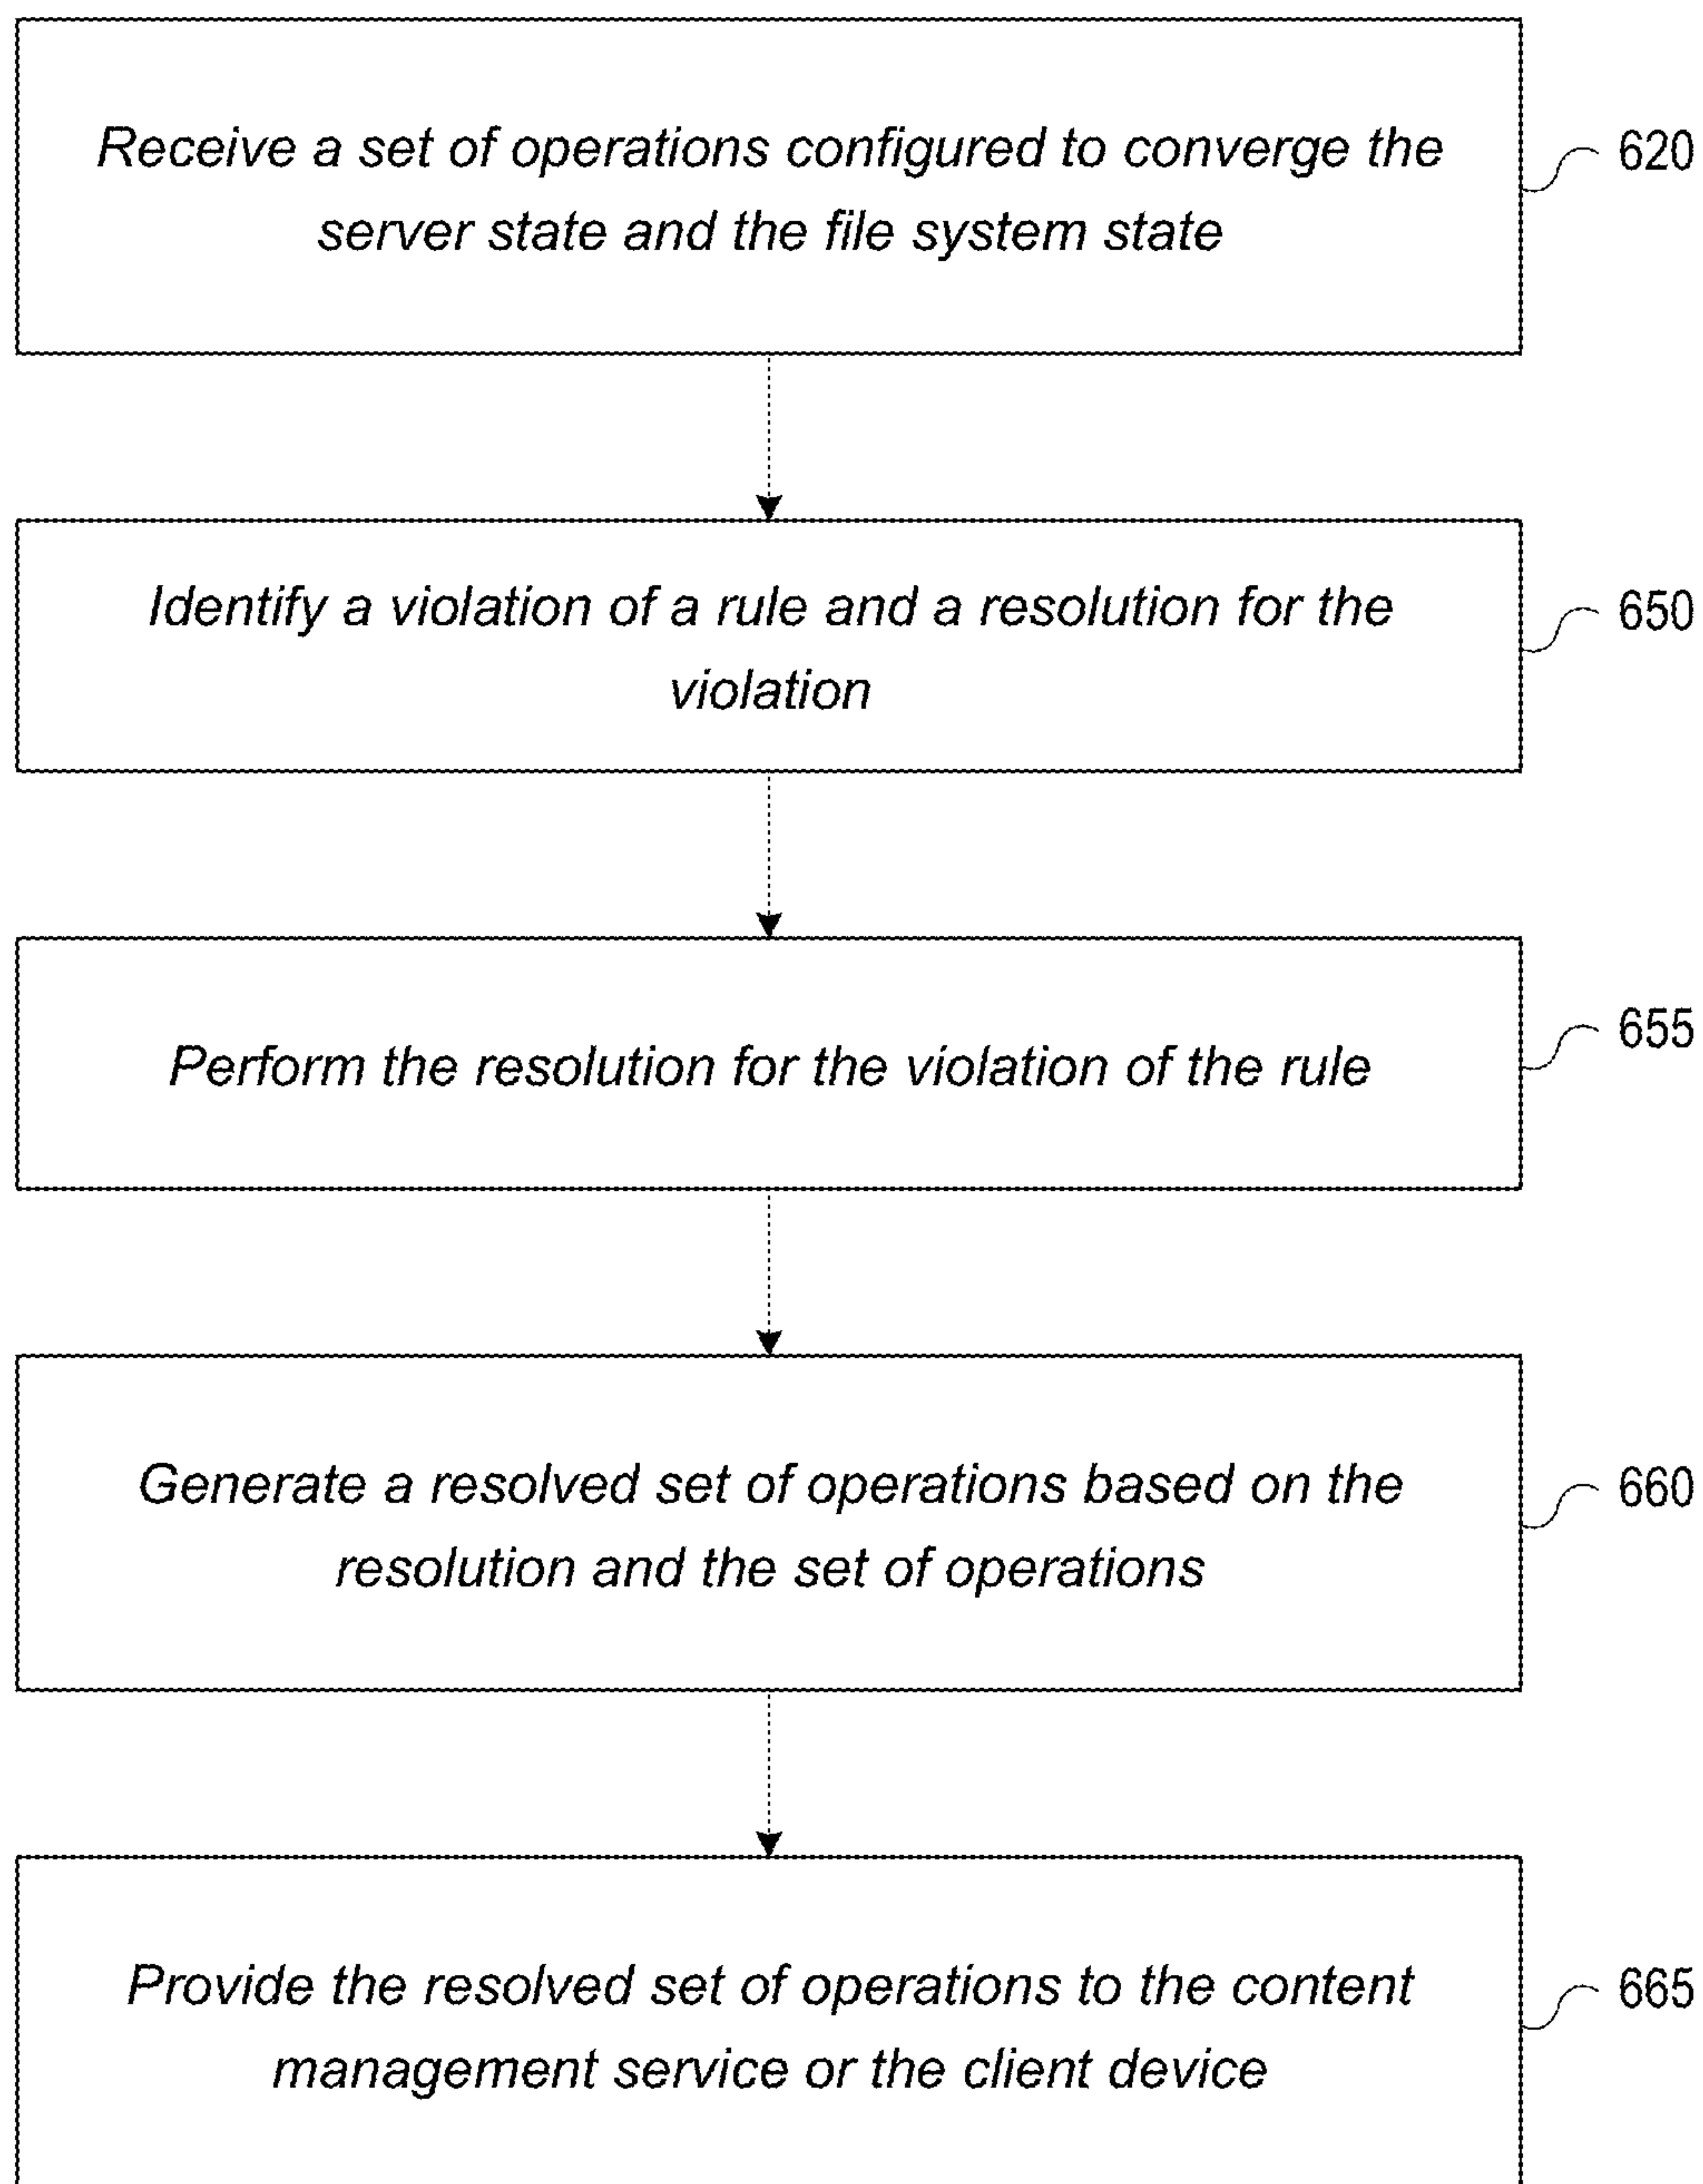 Receive a set of operations configured to converge the
server state and the file system state
620
Identify a violation of a rule and a resolution for the
violation
650
Perform the resolution for the violation of the rule
655
Generate a resolved set of operations based on the
resolution and the set of operations
660
Provide the resolved set of operations to the content
management service or the client device
665